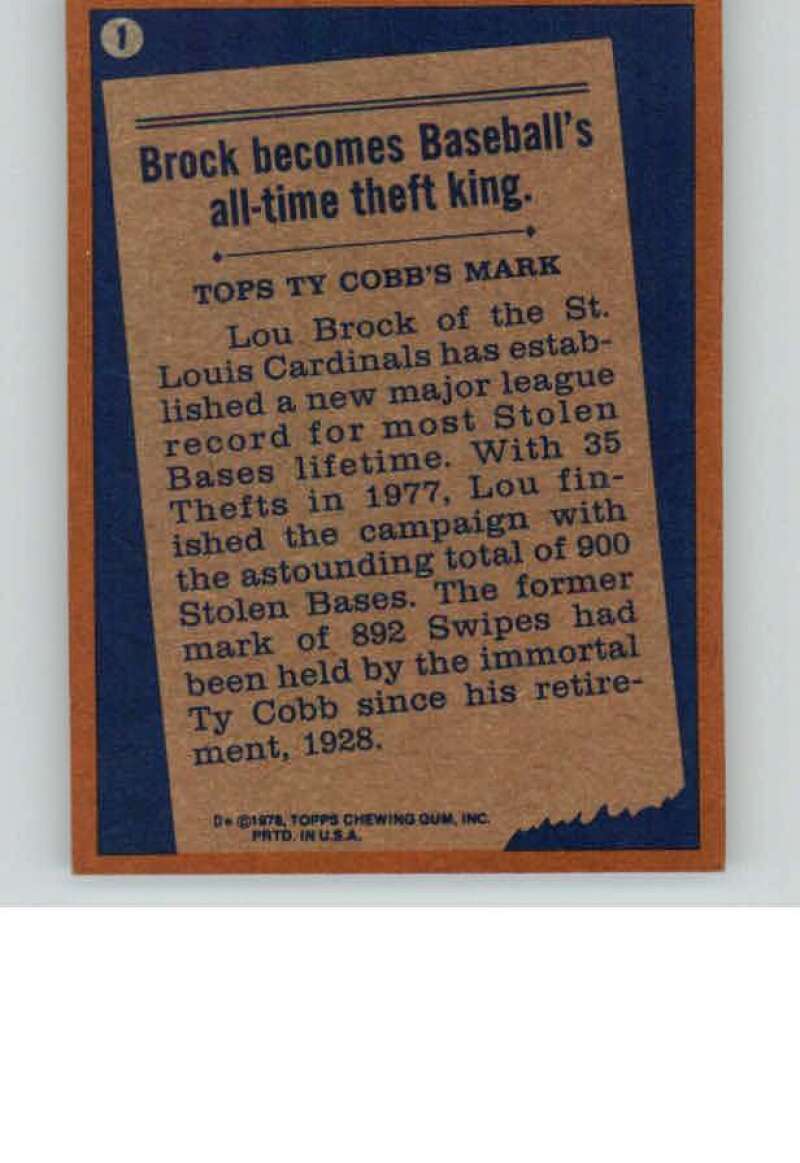 1
Brock becomes Baseball's
all-time theft king.
TOPS TY COBB'S MARK
Lou Brock of the St.
Louis Cardinals has estab-
lished a new major league
record for most Stolen
Bases lifetime. With 35
Thefts in 1977, Lou fin-
ished the campaign with
the astounding total of 900
Stolen Bases. The former
mark of 892 Swipes had
been held by the immortal
Ty Cobb since his retire-
ment, 1928.
D* ©1978, TOPPS CHEWING GUM, INC.
PRTD. IN U.S.A.